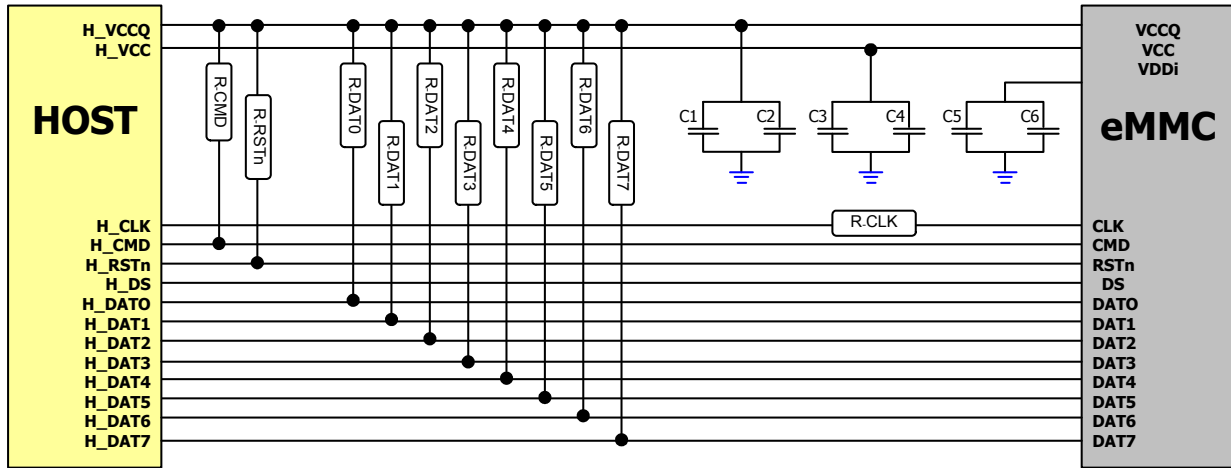 H_VCCQ
H_VCC
HOST
H_CLK
H_CMD
H_RSTn
H_DS
H_DAT0
H_DAT1
H_DAT2
H_DAT3
H_DAT4
H_DAT5
H_DAT6
H_DAT7
R.CMD
R.RSTn
R.DAT0
R.DAT1
R.DAT2
R.DAT3
R.DAT4
R.DAT5
R.DAT6
R.DAT7
C1
C2
C3
C4
C5
C6
R.CLK
VCCQ
VCC
VDDi
eMMC
CLK
CMD
RSTn
DS
DAT0
DAT1
DAT2
DAT3
DAT4
DAT5
DAT6
DAT7